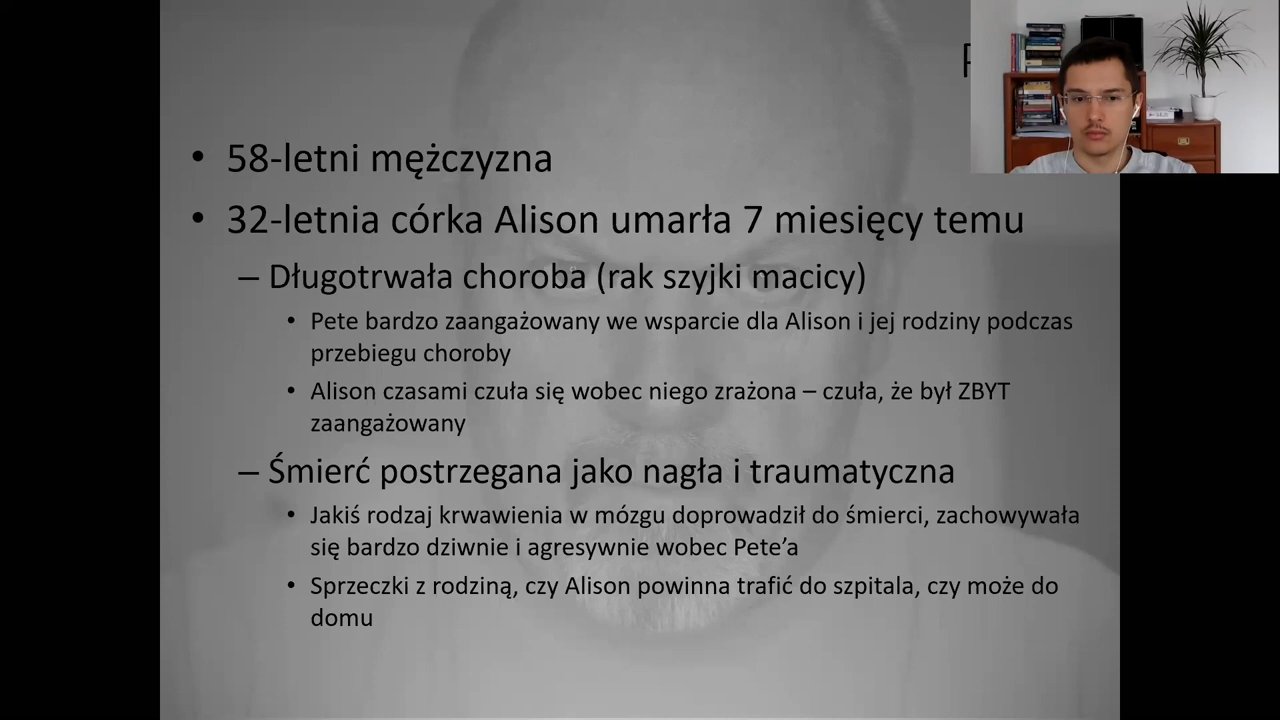 • 58-letni mężczyzna
• 32-letnia córka Alison umarła 7 miesięcy temu
– Długotrwała choroba (rak szyjki macicy)
• Pete bardzo zaangażowany we wsparcie dla Alison i jej rodziny podczas
przebiegu choroby
• Alison czasami czuła się wobec niego zrażona – czuła, że był ZBYT
zaangażowany
– Śmierć postrzegana jako nagła i traumatyczna
• Jakiś rodzaj krwawienia w mózgu doprowadził do śmierci, zachowywała
się bardzo dziwnie i agresywnie wobec Pete’a
• Sprzeczki z rodziną, czy Alison powinna trafić do szpitala, czy może do
domu